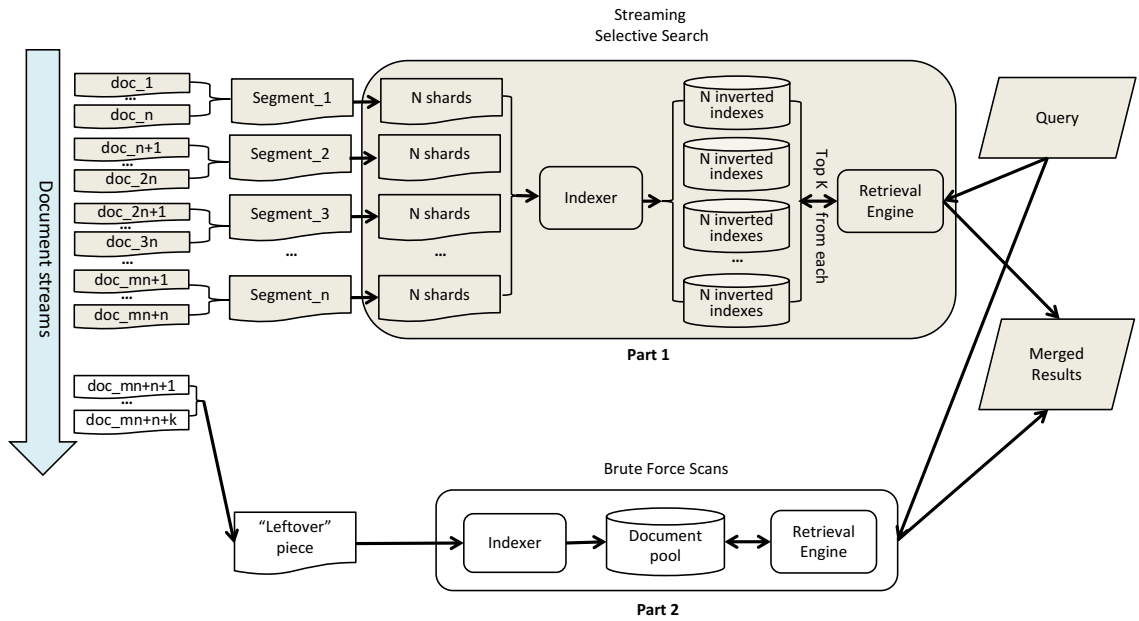 Streaming
Selective Search
Document streams
doc_1
...
doc_n
doc_n+1
...
doc_2n
doc_2n+1
...
doc_3n
...
doc_mn+1
...
doc_mn+n
Segment_1
Segment_2
Segment_3
...
Segment_n
N shards
N shards
N shards
...
N shards
Indexer
N inverted
indexes
N inverted
indexes
N inverted
indexes
...
N inverted
indexes
Top K
from each
Retrieval
Engine
Query
Merged
Results
Part 1
doc_mn+n+1
...
doc_mn+n+k
Brute Force Scans
“Leftover”
piece
Indexer
Document
pool
Retrieval
Engine
Part 2